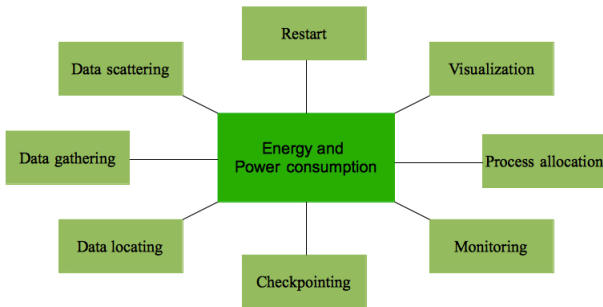 Restart
Data scattering
Visualization
Energy and
Power consumption
Data gathering
Process allocation
Data locating
Monitoring
Checkpointing